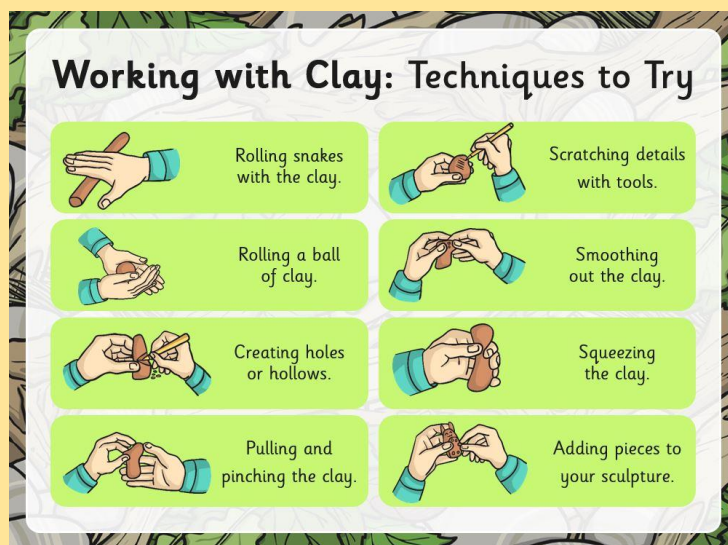 Working with Clay: Techniques to Try
Rolling snakes
with the clay.
Scratching details
with tools.
Rolling a ball
of clay.
Smoothing
out the clay.
Creating holes
or hollows.
Squeezing
the clay.
Pulling and
pinching the clay.
Adding pieces to
your sculpture.